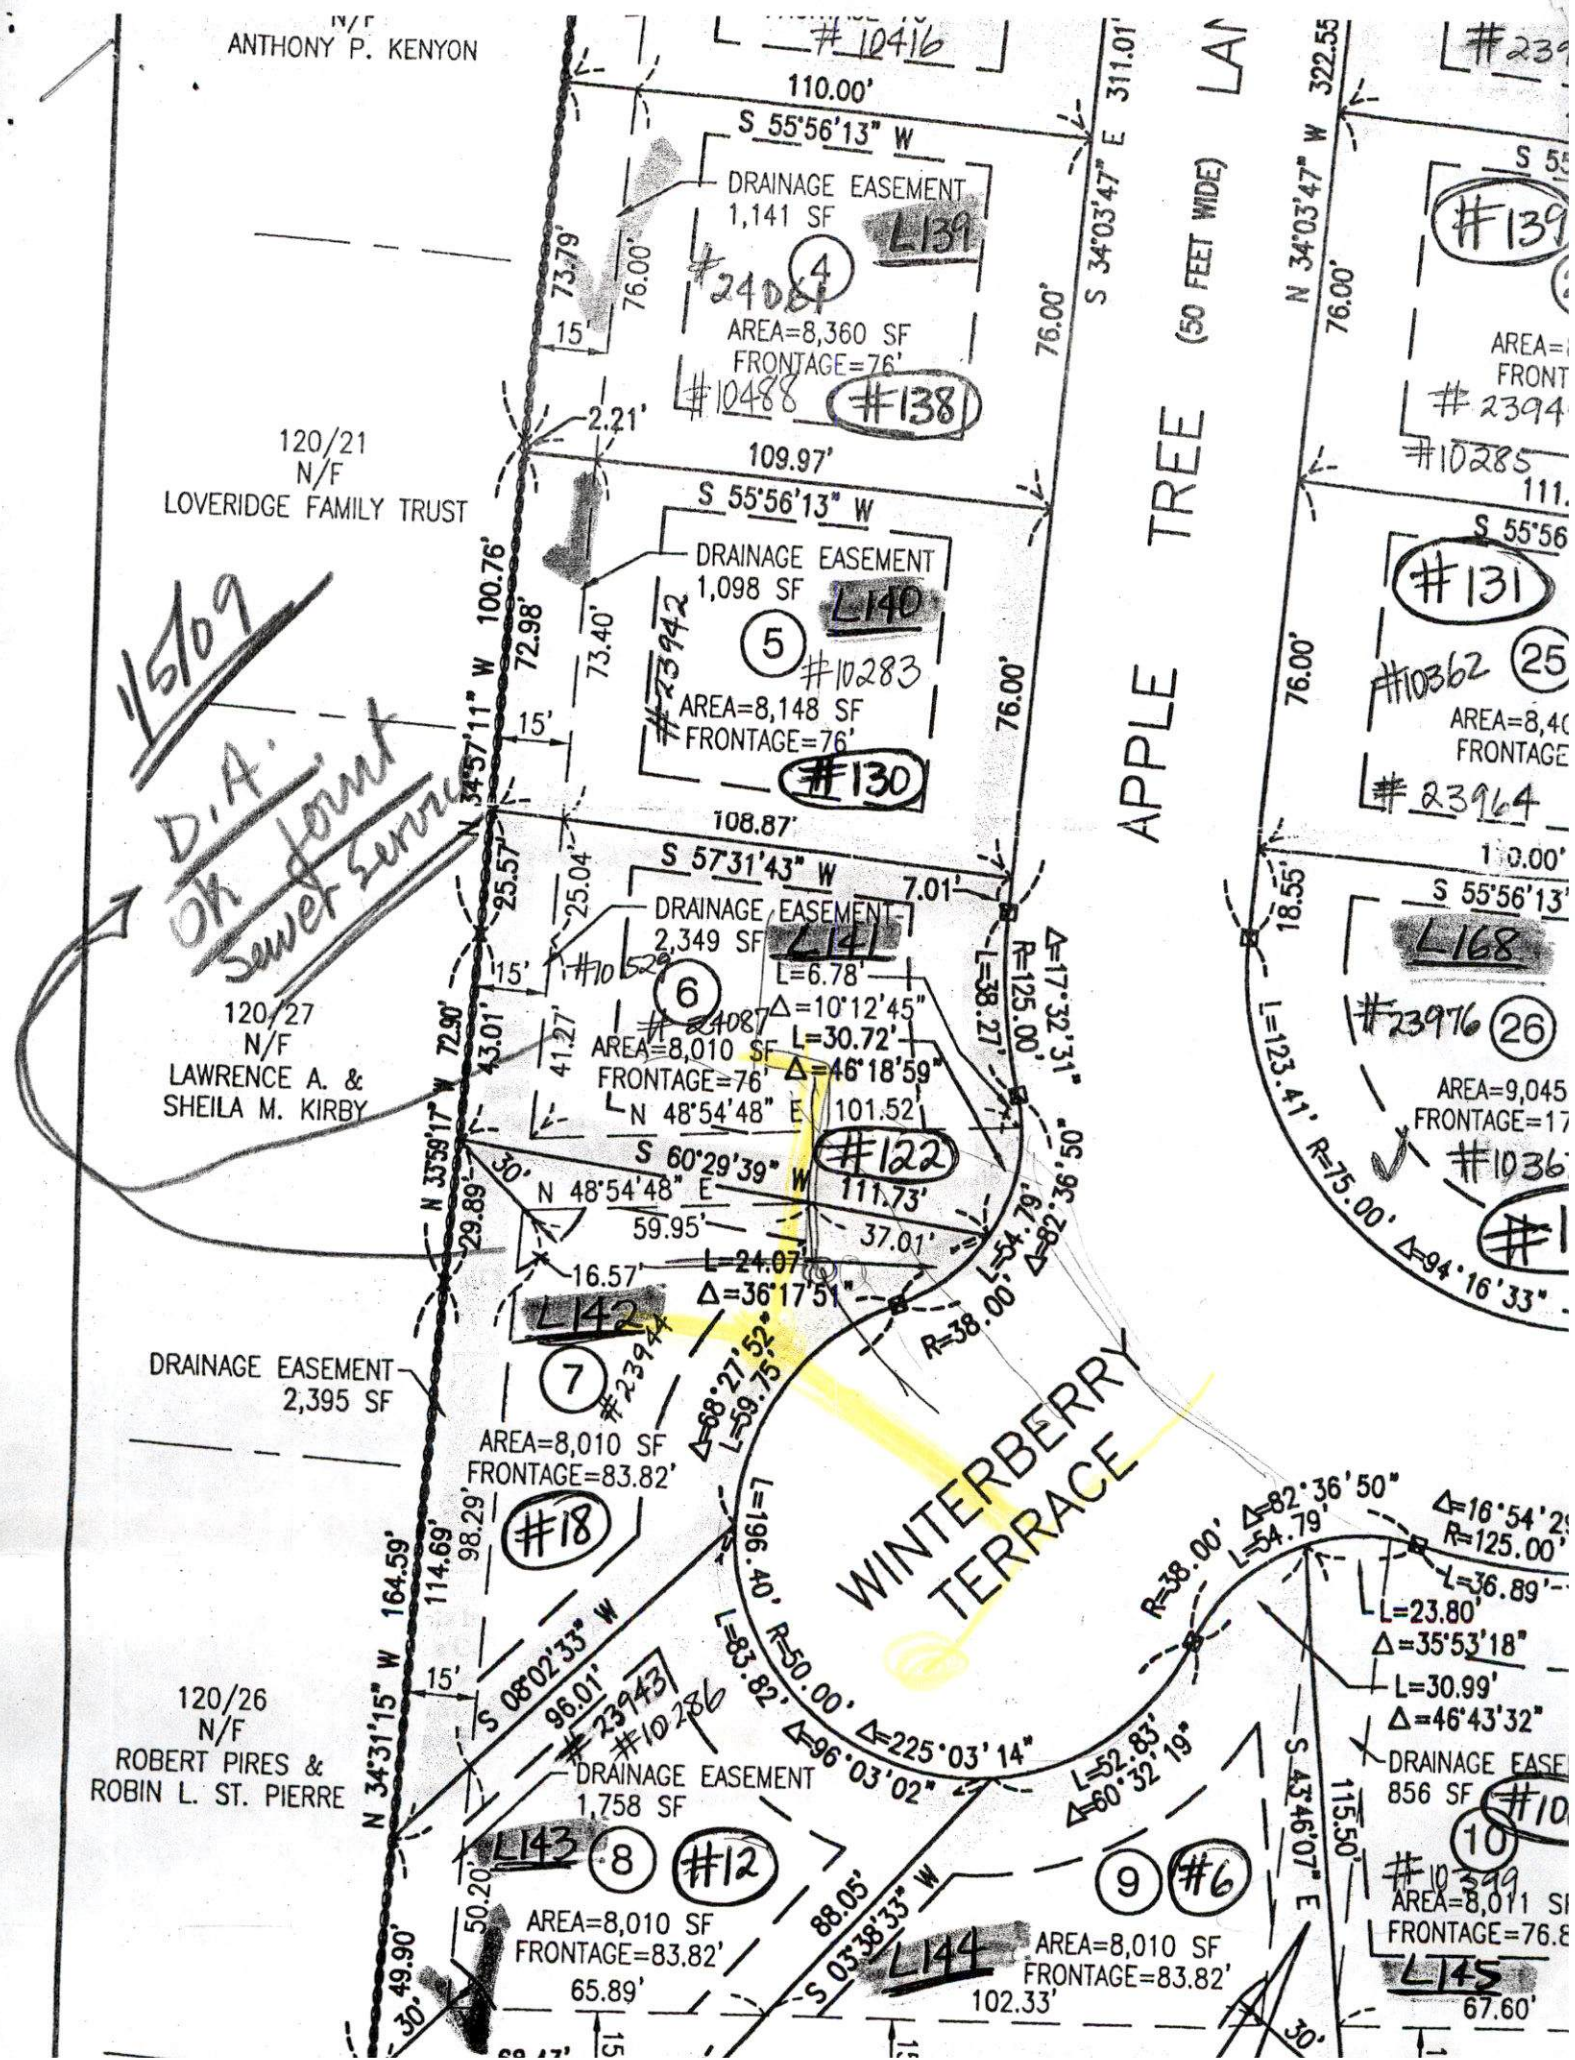 N/F
ANTHONY P. KENYON
# 10416
110.00'
S 55°56'13" W
DRAINAGE EASEMENT
1,141 SF
L139
4
AREA=8,360 SF
FRONTAGE=76'
#10488
#138
73.79'
76.00'
15'
2.21'
76.00'
S 34°03'47" E 311.01'
APPLE TREE
(50 FEET WIDE)
N 34°03'47" W 322.55'
76.00'
#139
AREA=
FRONT
#10285
120/21
N/F
LOVERIDGE FAMILY TRUST
109.97'
S 55°56'13" W
DRAINAGE EASEMENT
1,098 SF
L140
5
#23942
#10283
AREA=8,148 SF
FRONTAGE=76'
#130
N 34°57'11" W 100.76'
72.98'
73.40'
15'
76.00'
76.00'
111.
S 55°56
#131
#10362
25
AREA=8,40
FRONTAGE
# 23964
1/5/09
D.A.
OK Joint
Sewer Service
108.87'
S 57°31'43" W
7.01'
DRAINAGE EASEMENT
2,349 SF
L141
#10529
6
# 24087
L=6.78'
Δ=10°12'45"
L=30.72'
Δ=46°18'59"
AREA=8,010 SF
FRONTAGE=76'
N 48°54'48" E 101.52'
#122
25.57'
25.04'
15'
43.01'
41.27'
N 33°59'17" W 72.90'
29.89'
L=38.27'
R=125.00'
Δ=17°32'31"
18.55'
110.00'
S 55°56'13"
L168
#23976
26
AREA=9,045
FRONTAGE=17
#1036
L=123.41' R=75.00' Δ=94°16'33"
120/27
N/F
LAWRENCE A. &
SHEILA M. KIRBY
S 60°29'39" W
111.73'
30'
N 48°54'48" E
59.95'
37.01'
16.57'
L=24.07'
Δ=36°17'51"
L=54.79'
Δ=82°36'50"
R=38.00'
L142
7
#23944
AREA=8,010 SF
FRONTAGE=83.82'
#18
Δ=68°27'52"
L=59.75'
DRAINAGE EASEMENT
2,395 SF
98.29'
114.69'
N 34°31'15" W 164.59'
15'
WINTERBERRY
TERRACE
L=196.40' R=50.00' Δ=225°03'14"
L=83.82' Δ=96°03'02"
L=52.83'
Δ=60°32'19"
R=38.00'
L=54.79'
Δ=82°36'50"
Δ=16°54'29
R=125.00'
L=36.89'
L=23.80'
Δ=35°53'18"
L=30.99'
Δ=46°43'32"
S 08°02'33" W
96.01'
120/26
N/F
ROBERT PIRES &
ROBIN L. ST. PIERRE
# 23943
#10286
DRAINAGE EASEMENT
1,758 SF
L143
8
#12
AREA=8,010 SF
FRONTAGE=83.82'
65.89'
50.20'
49.90'
30'
88.05'
S 03°38'33" W
9
#6
L144
AREA=8,010 SF
FRONTAGE=83.82'
102.33'
S 43°46'07" E
115.50'
DRAINAGE EASE
856 SF
#10
10
#10399
AREA=8,011 SF
FRONTAGE=76.8
L145
67.60'
30'
15
15